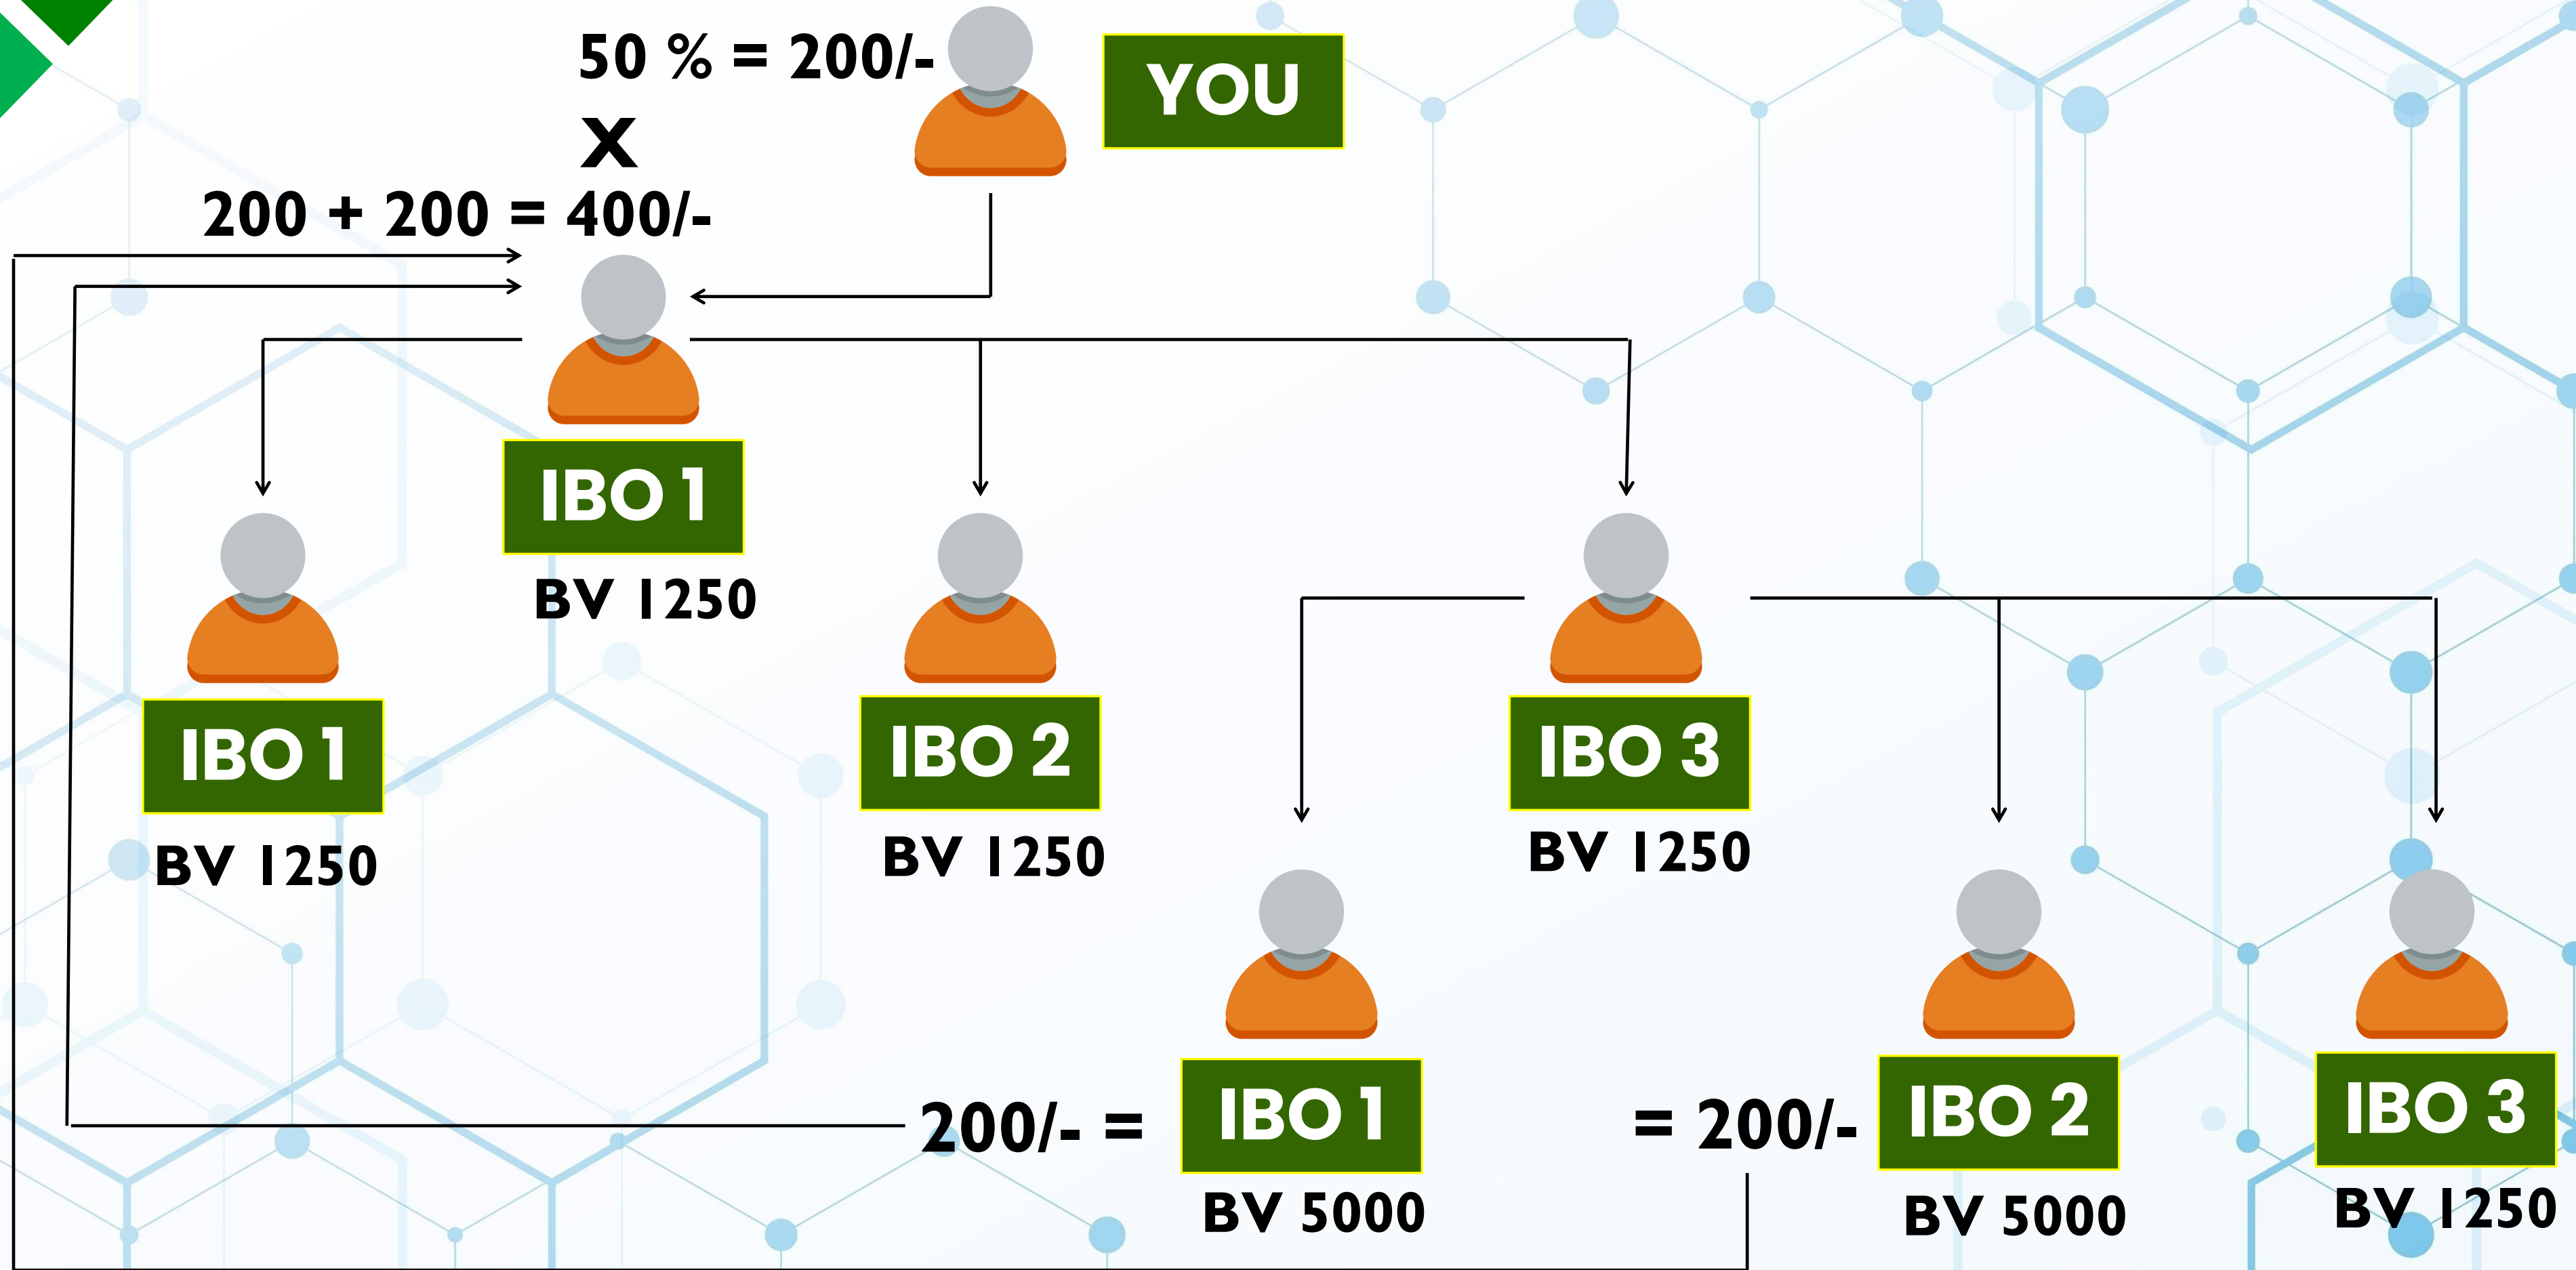 50 % = 200/-
YOU
X
200 + 200 = 400/-
IBO 1
BV 1250
IBO 1
BV 1250
IBO 2
BV 1250
IBO 3
BV 1250
200/- =
IBO 1
BV 5000
= 200/-
IBO 2
BV 5000
IBO 3
BV 1250